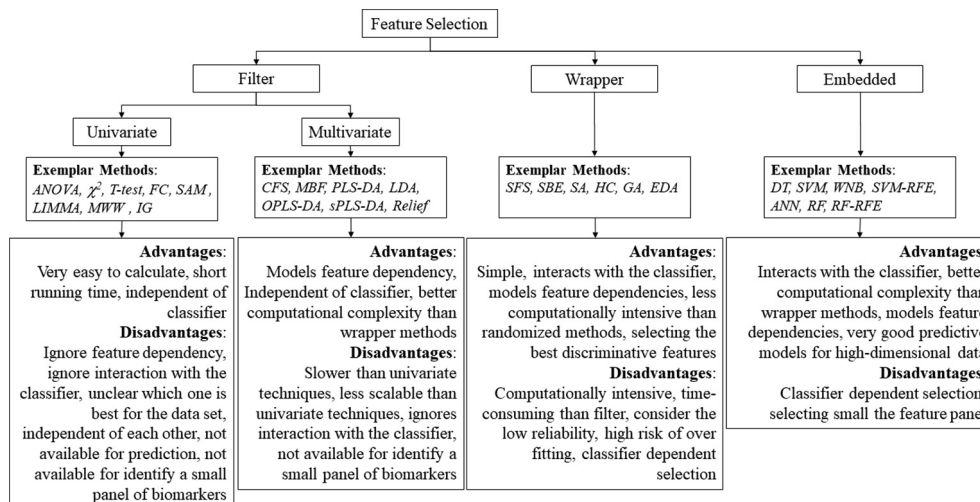 Feature Selection
Filter
Wrapper
Embedded
Univariate
Multivariate
Exemplar Methods:
ANOVA, χ², T-test, FC, SAM ,
LIMMA, MWW , IG
Exemplar Methods:
CFS, MBF, PLS-DA, LDA,
OPLS-DA, sPLS-DA, Relief
Exemplar Methods:
SFS, SBE, SA, HC, GA, EDA
Exemplar Methods:
DT, SVM, WNB, SVM-RFE,
ANN, RF, RF-RFE
Advantages:
Very easy to calculate, short
running time, independent of
classifier
Disadvantages:
Ignore feature dependency,
ignore interaction with the
classifier, unclear which one is
best for the data set,
independent of each other, not
available for prediction, not
available for identify a small
panel of biomarkers
Advantages:
Models feature dependency,
Independent of classifier, better
computational complexity than
wrapper methods
Disadvantages:
Slower than univariate
techniques, less scalable than
univariate techniques, ignores
interaction with the classifier,
not available for identify a
small panel of biomarkers
Advantages:
Simple, interacts with the classifier,
models feature dependencies, less
computationally intensive than
randomized methods, selecting the
best discriminative features
Disadvantages:
Computationally intensive, time-
consuming than filter, consider the
low reliability, high risk of over
fitting, classifier dependent
selection
Advantages:
Interacts with the classifier, better
computational complexity than
wrapper methods, models feature
dependencies, very good predictive
models for high-dimensional data
Disadvantages:
Classifier dependent selection,
selecting small the feature panel